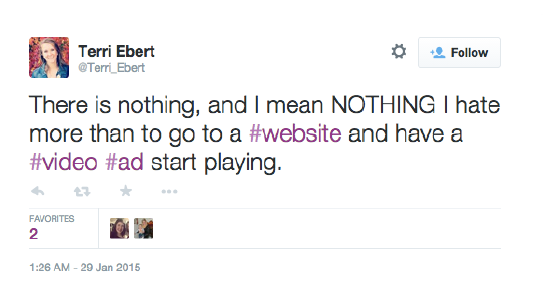 Terri Ebert
@Terri_Ebert
Follow
There is nothing, and I mean NOTHING I hate
more than to go to a #website and have a
#video #ad start playing.
FAVORITES
2
1:26 AM - 29 Jan 2015